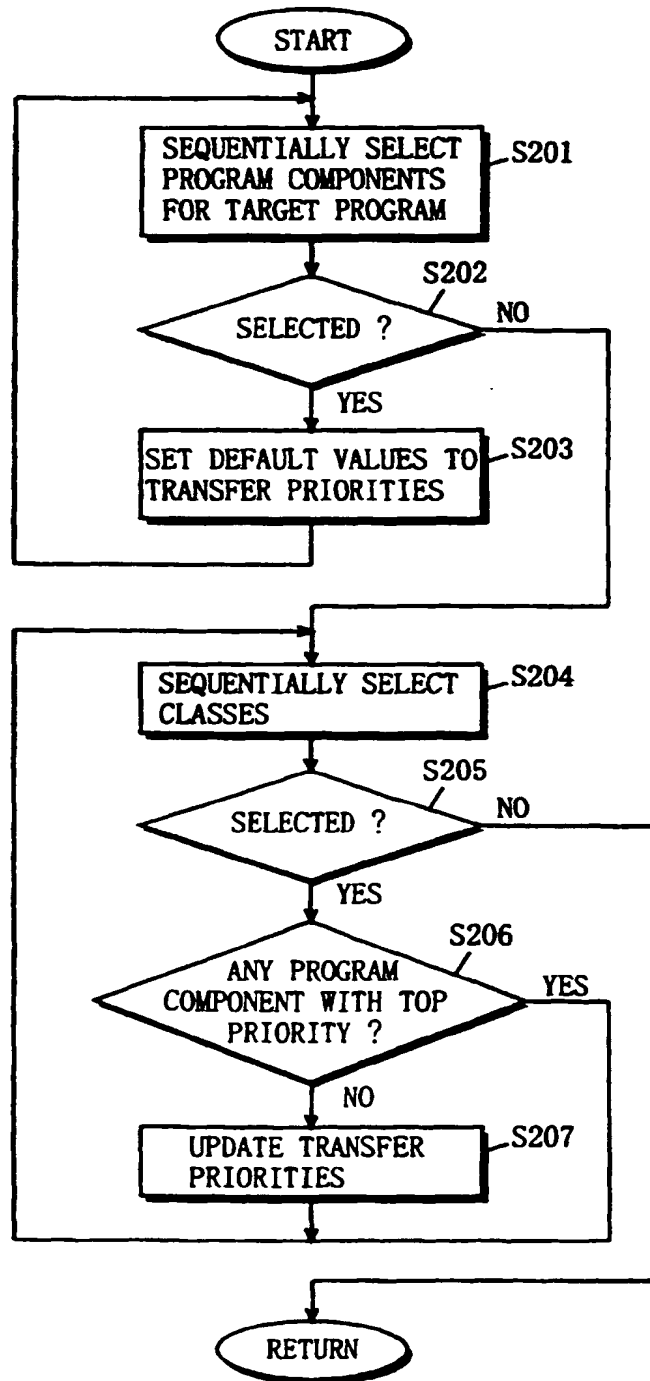 START
SEQUENTIALLY SELECT
PROGRAM COMPONENTS
FOR TARGET PROGRAM
S201
S202
SELECTED ?
NO
YES
SET DEFAULT VALUES TO
TRANSFER PRIORITIES
S203
SEQUENTIALLY SELECT
CLASSES
S204
S205
SELECTED ?
NO
YES
S206
ANY PROGRAM
COMPONENT WITH TOP
PRIORITY ?
YES
NO
UPDATE TRANSFER
PRIORITIES
S207
RETURN